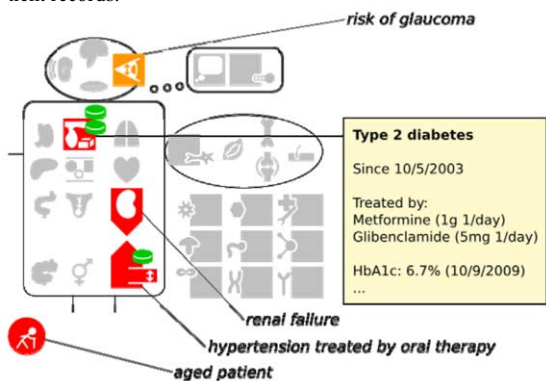 risk of glaucoma
Type 2 diabetes
Since 10/5/2003
Treated by:
Metformine (1g 1/day)
Glibenclamide (5mg 1/day)
HbA1c: 6.7% (10/9/2009)
...
renal failure
hypertension treated by oral therapy
aged patient